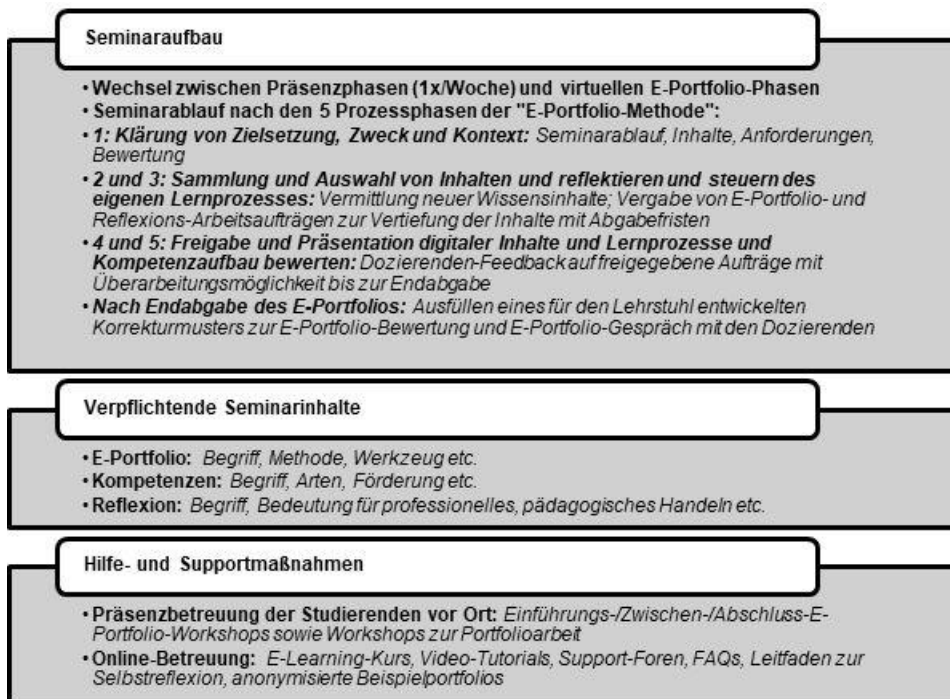 Seminaraufbau
• Wechsel zwischen Präsenzphasen (1x/Woche) und virtuellen E-Portfolio-Phasen
• Seminarablauf nach den 5 Prozessphasen der "E-Portfolio-Methode":
• 1: Klärung von Zielsetzung, Zweck und Kontext: Seminarablauf, Inhalte, Anforderungen,
Bewertung
• 2 und 3: Sammlung und Auswahl von Inhalten und reflektieren und steuern des
eigenen Lernprozesses: Vermittlung neuer Wissensinhalte; Vergabe von E-Portfolio- und
Reflexions-Arbeitsaufträgen zur Vertiefung der Inhalte mit Abgabefristen
• 4 und 5: Freigabe und Präsentation digitaler Inhalte und Lernprozesse und
Kompetenzaufbau bewerten: Dozierenden-Feedback auf freigegebene Aufträge mit
Überarbeitungsmöglichkeit bis zur Endabgabe
• Nach Endabgabe des E-Portfolios: Ausfüllen eines für den Lehrstuhl entwickelten
Korrekturmusters zur E-Portfolio-Bewertung und E-Portfolio-Gespräch mit den Dozierenden
Verpflichtende Seminarinhalte
• E-Portfolio: Begriff, Methode, Werkzeug etc.
• Kompetenzen: Begriff, Arten, Förderung etc.
• Reflexion: Begriff, Bedeutung für professionelles, pädagogisches Handeln etc.
Hilfe- und Supportmaßnahmen
• Präsenzbetreuung der Studierenden vor Ort: Einführungs-/Zwischen-/Abschluss-E-
Portfolio-Workshops sowie Workshops zur Portfolioarbeit
• Online-Betreuung: E-Learning-Kurs, Video-Tutorials, Support-Foren, FAQs, Leitfaden zur
Selbstreflexion, anonymisierte Beispielportfolios